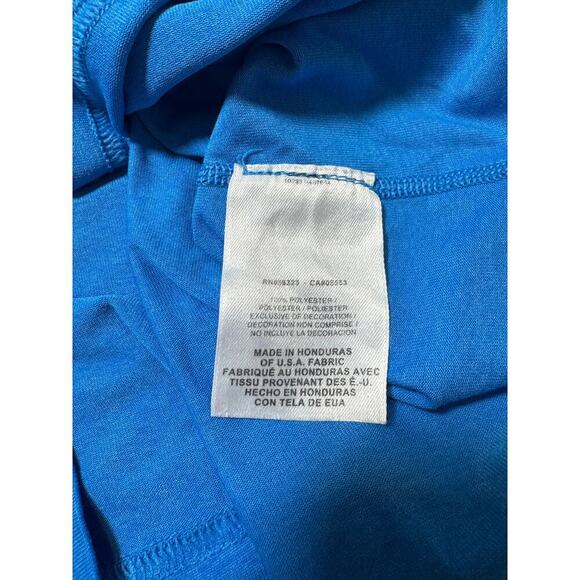 RN#88323 - CA#05553
100% POLYESTER /
POLYESTER / POLIESTER
EXCLUSIVE OF DECORATION /
DECORATION NON COMPRISE /
NO INCLUYE LA DECORACION
MADE IN HONDURAS
OF U.S.A. FABRIC
FABRIQUÉ AU HONDURAS AVEC
TISSU PROVENANT DES É.-U.
HECHO EN HONDURAS
CON TELA DE EUA